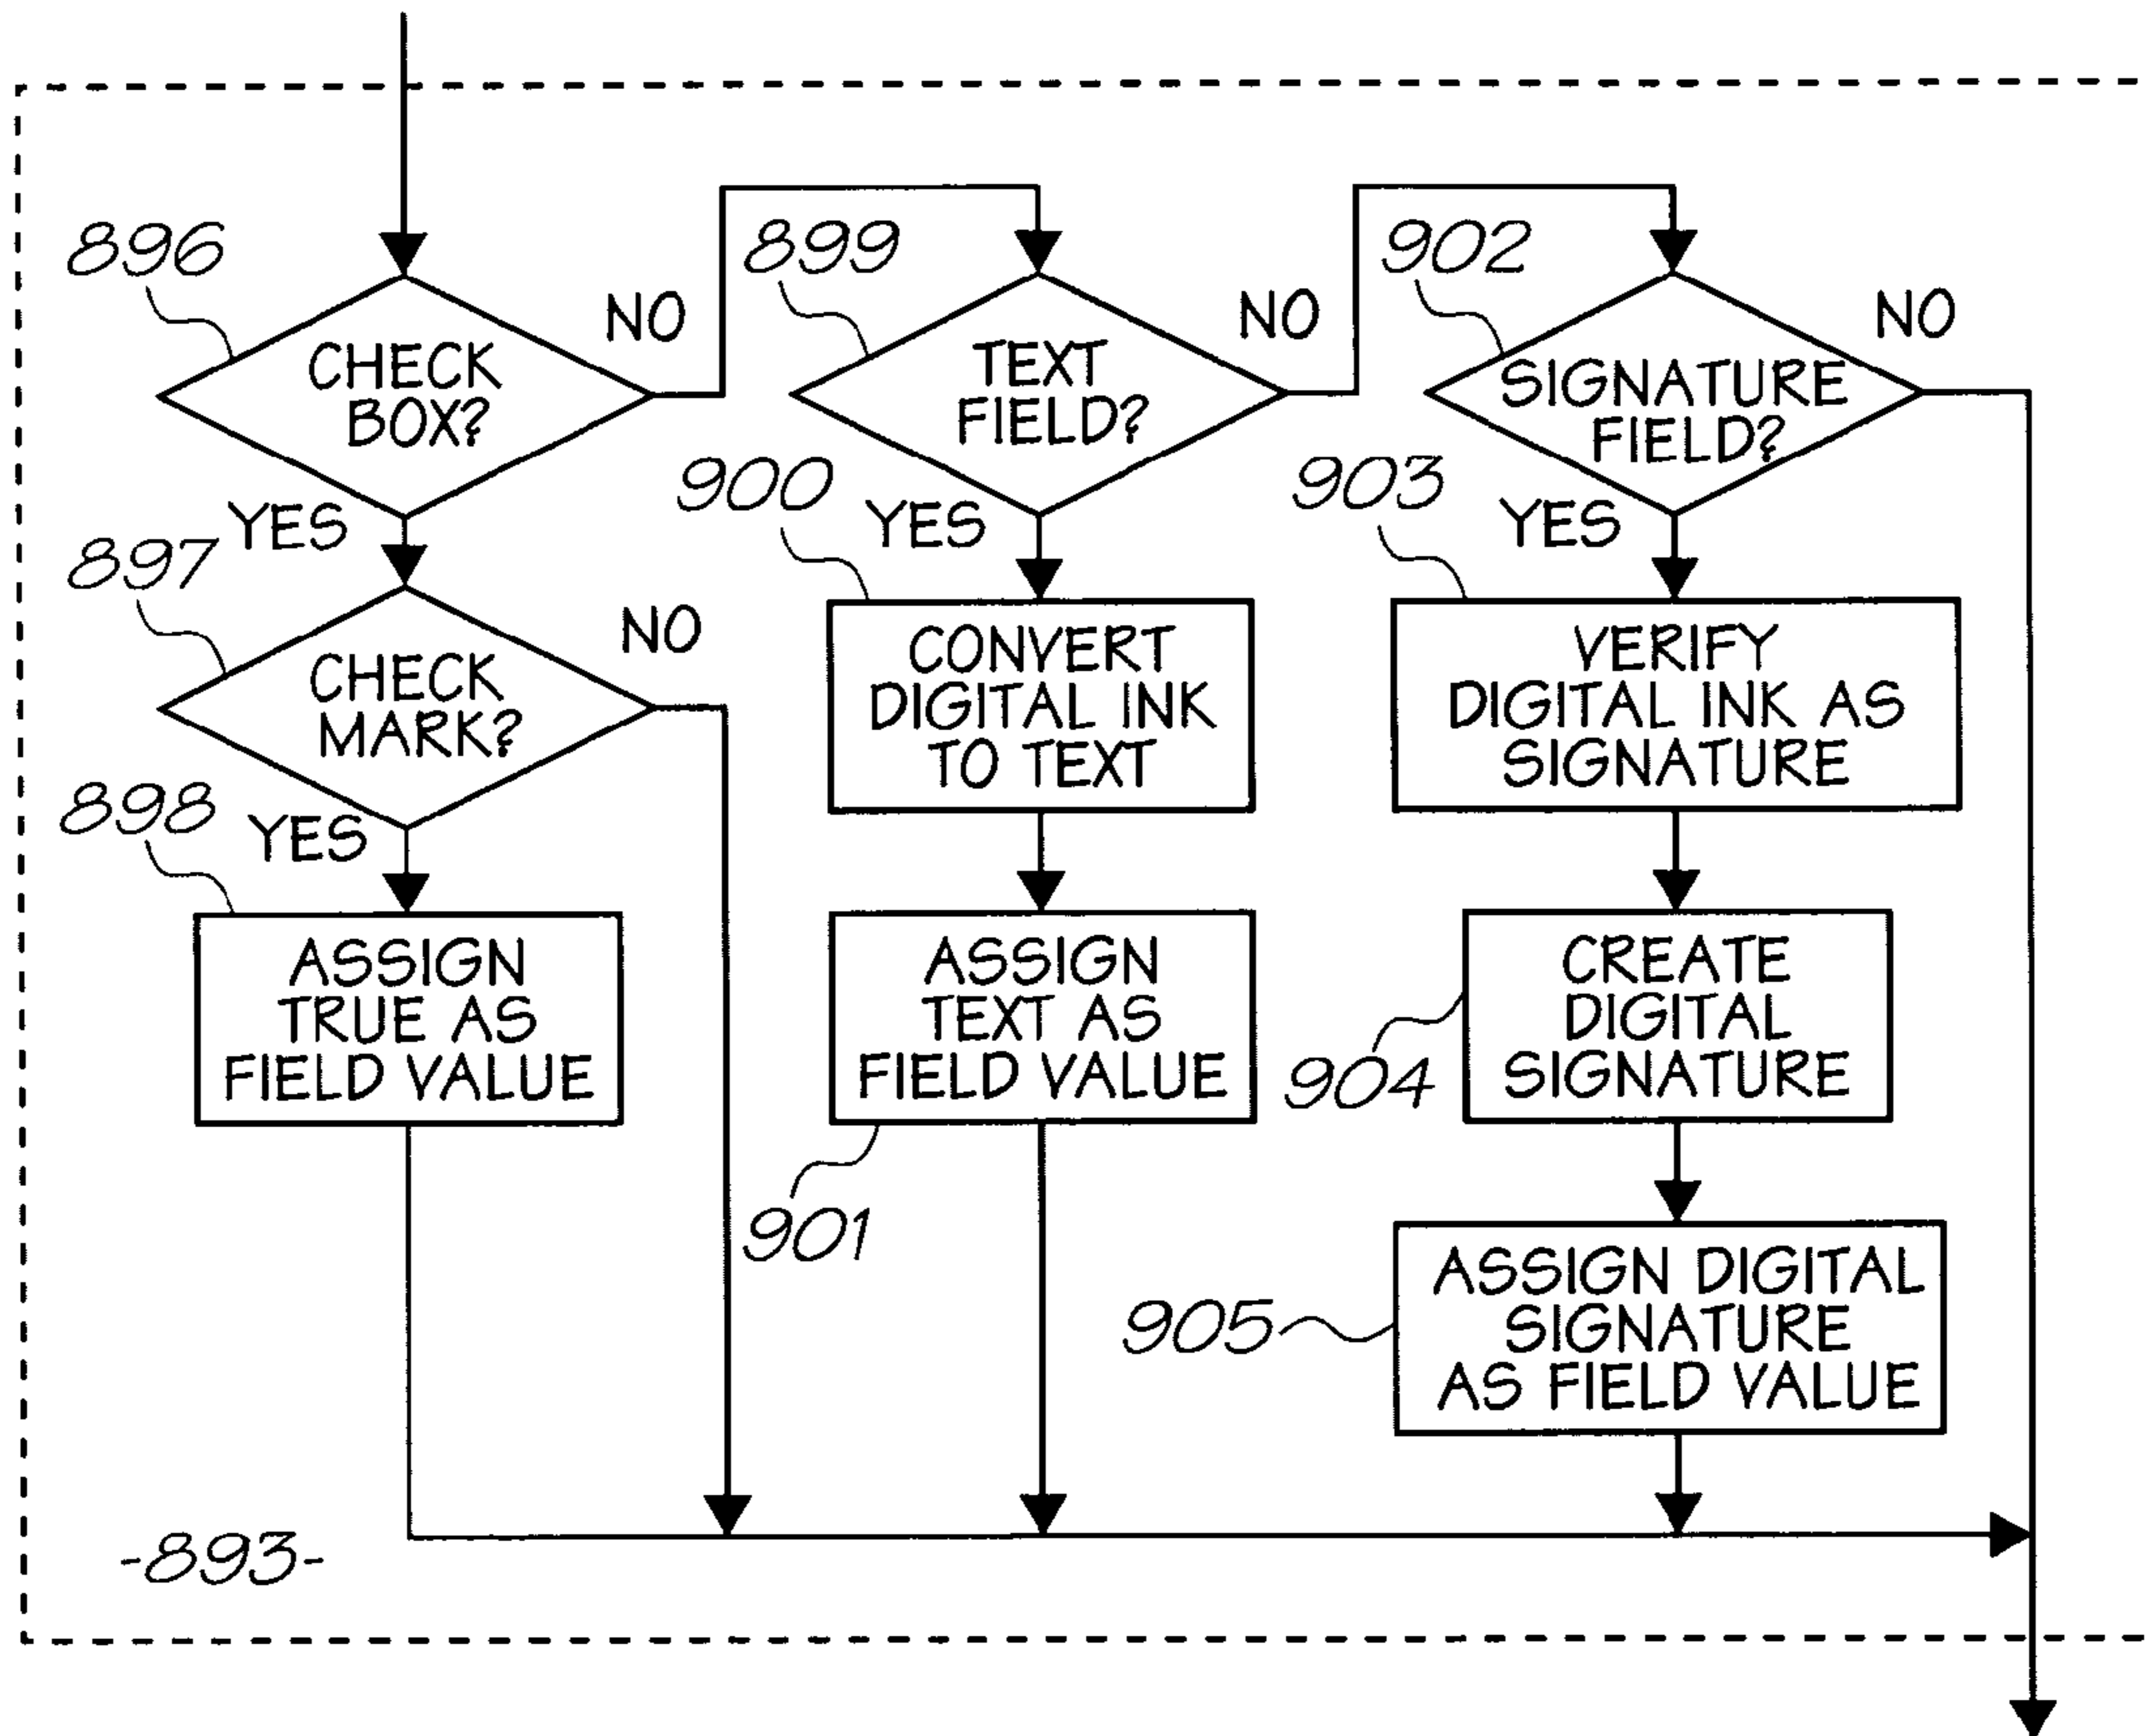 896
CHECK
BOX?
NO
YES
897
CHECK
MARK?
NO
YES
898
ASSIGN
TRUE AS
FIELD VALUE
899
TEXT
FIELD?
NO
YES
900
CONVERT
DIGITAL INK
TO TEXT
ASSIGN
TEXT AS
FIELD VALUE
901
902
SIGNATURE
FIELD?
NO
YES
903
VERIFY
DIGITAL INK AS
SIGNATURE
CREATE
DIGITAL
SIGNATURE
904
ASSIGN DIGITAL
SIGNATURE
AS FIELD VALUE
905
-893-